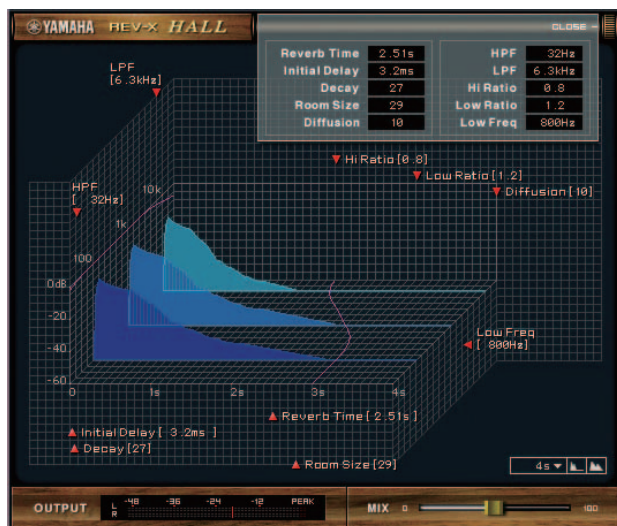 YAMAHA REV-X HALL
CLOSE -
Reverb Time 2.51s HPF 32Hz
Initial Delay 3.2ms LPF 6.3kHz
Decay 27 Hi Ratio 0.8
Room Size 29 Low Ratio 1.2
Diffusion 10 Low Freq 800Hz
LPF
[6.3kHz]
Hi Ratio[0.8]
Low Ratio[1.2]
Diffusion[10]
HPF
[ 32Hz]
10k
1k
100
0dB
-20
-40
-60
0 1s 2s 3s 4s
Low Freq
[ 800Hz]
Reverb Time[2.51s]
Initial Delay[ 3.2ms ]
Decay[27]
Room Size[29]
4s
OUTPUT L R -48 -36 -24 -12 PEAK MIX 0 100